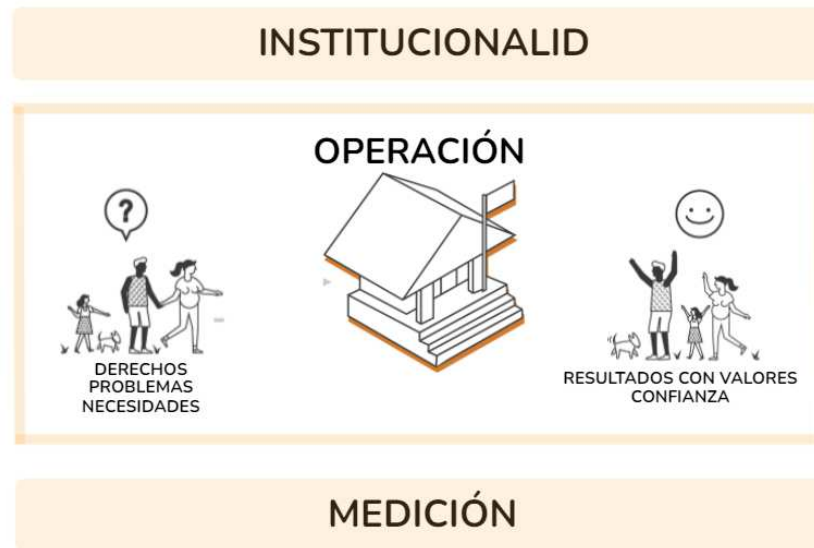 INSTITUCIONALID
OPERACIÓN
?
DERECHOS
PROBLEMAS
NECESIDADES
RESULTADOS CON VALORES
CONFIANZA
MEDICIÓN